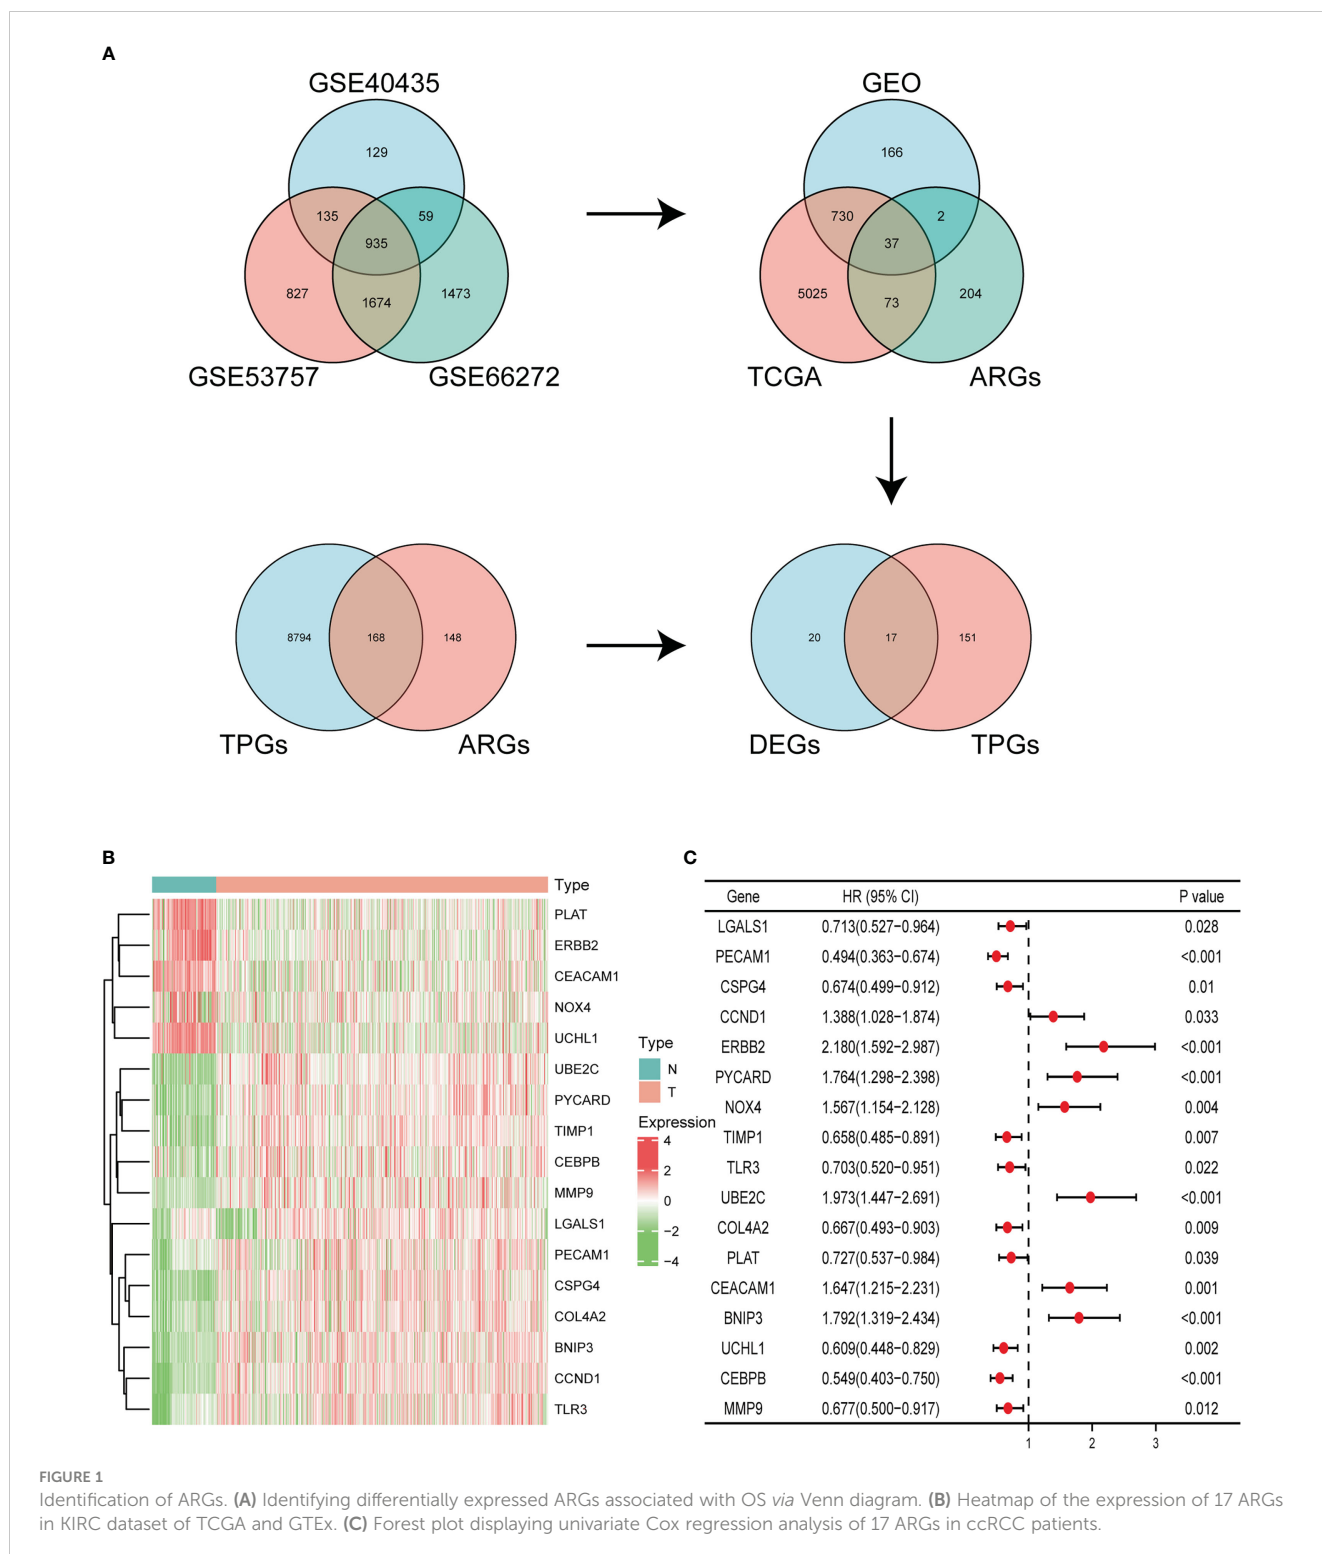 A
GSE40435
129
135
59
935
827
1674
1473
GSE53757
GSE66272
GEO
166
730
2
37
5025
73
204
TCGA
ARGs
8794
168
148
TPGs
ARGs
20
17
151
DEGs
TPGs
B
Type
PLAT
ERBB2
CEACAM1
NOX4
UCHL1
UBE2C
PYCARD
TIMP1
CEBPB
MMP9
LGALS1
PECAM1
CSPG4
COL4A2
BNIP3
CCND1
TLR3
Type
N
T
Expression
4
2
0
−2
−4
C
Gene HR (95% CI) P value
LGALS1 0.713(0.527−0.964) 0.028
PECAM1 0.494(0.363−0.674) <0.001
CSPG4 0.674(0.499−0.912) 0.01
CCND1 1.388(1.028−1.874) 0.033
ERBB2 2.180(1.592−2.987) <0.001
PYCARD 1.764(1.298−2.398) <0.001
NOX4 1.567(1.154−2.128) 0.004
TIMP1 0.658(0.485−0.891) 0.007
TLR3 0.703(0.520−0.951) 0.022
UBE2C 1.973(1.447−2.691) <0.001
COL4A2 0.667(0.493−0.903) 0.009
PLAT 0.727(0.537−0.984) 0.039
CEACAM1 1.647(1.215−2.231) 0.001
BNIP3 1.792(1.319−2.434) <0.001
UCHL1 0.609(0.448−0.829) 0.002
CEBPB 0.549(0.403−0.750) <0.001
MMP9 0.677(0.500−0.917) 0.012
1 2 3
FIGURE 1
Identification of ARGs. (A) Identifying differentially expressed ARGs associated with OS via Venn diagram. (B) Heatmap of the expression of 17 ARGs
in KIRC dataset of TCGA and GTEx. (C) Forest plot displaying univariate Cox regression analysis of 17 ARGs in ccRCC patients.